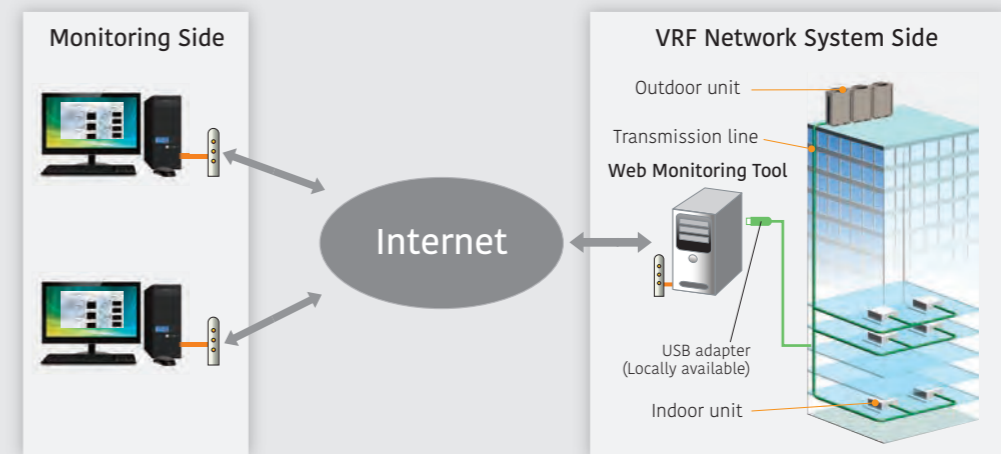 Monitoring Side
VRF Network System Side
Outdoor unit
Transmission line
Web Monitoring Tool
Internet
USB adapter
(Locally available)
Indoor unit